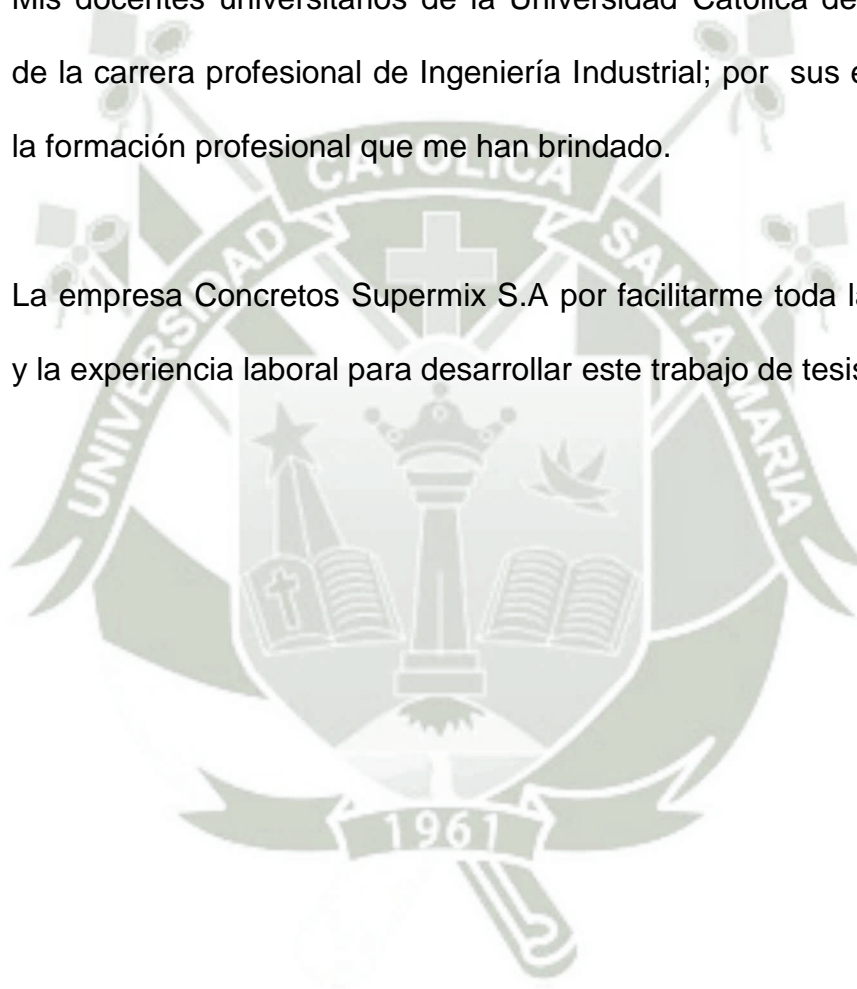 Mis docentes universitarios de la Universidad Católica de
de la carrera profesional de Ingeniería Industrial; por sus
la formación profesional que me han brindado.
La empresa Concretos Supermix S.A por facilitarme toda
y la experiencia laboral para desarrollar este trabajo de tesis
UNIVERSIDAD CATOLICA SANTA MARIA
1961